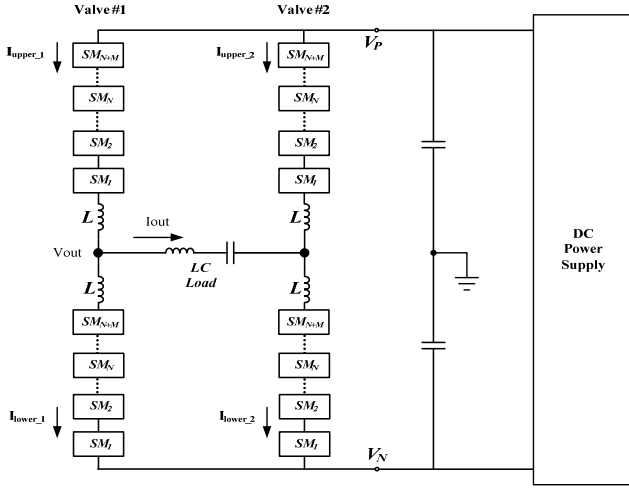 Valve #1 Valve #2
I_upper_1 SM_N+M I_upper_2 SM_N+M V_P
SM_N SM_N
SM_2 SM_2
SM_1 SM_1
L Iout L
Vout LC Load DC Power Supply
L L
SM_N+M SM_N+M
SM_N SM_N
I_lower_1 SM_2 I_lower_2 SM_2
SM_1 SM_1
V_N